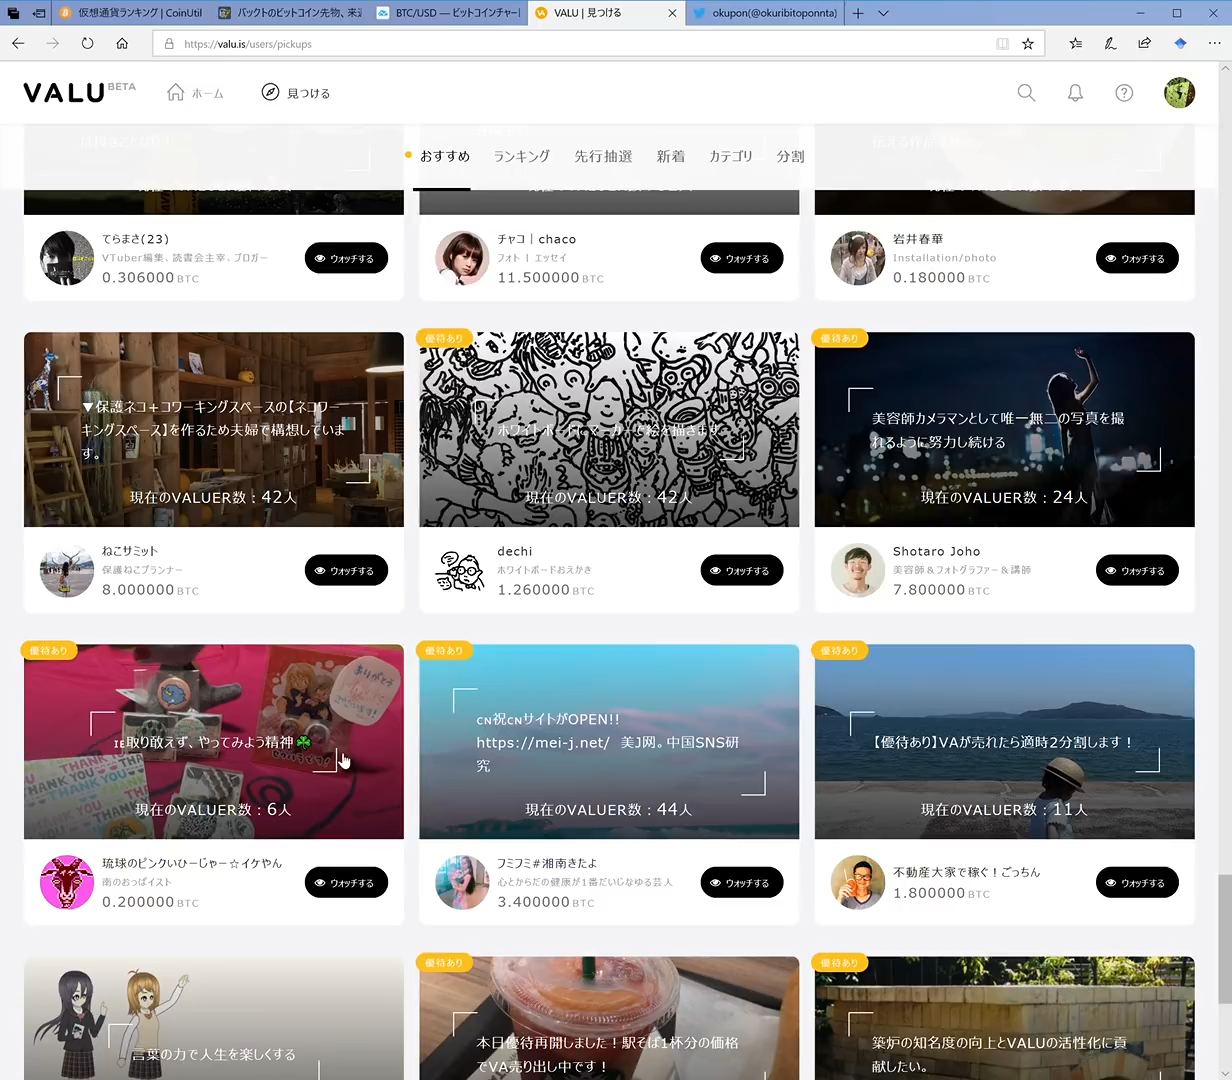 仮想通貨ランキング | CoinUtil
バックトのビットコイン先物、来週
BTC/USD — ビットコインチャート
VALU | 見つける
okupon(@okuribitoponnta)
https://valu.is/users/pickups
VALU BETA
ホーム
見つける
おすすめ
ランキング
先行抽選
新着
カテゴリ
分割
てらまさ(23)
VTuber編集、読書会主宰、ブロガー
0.306000 BTC
ウォッチする
チャコ | chaco
フォト | エッセイ
11.500000 BTC
ウォッチする
岩井春華
Installation/photo
0.180000 BTC
ウォッチする
▼保護ネコ＋コワーキングスペースの【ネコワー
キングスペース】を作るため夫婦で構想していま
す。
現在のVALUER数：42人
ねこサミット
保護ねこプランナー
8.000000 BTC
ウォッチする
優待あり
ホワイトボードにマーカーで絵を描きます
現在のVALUER数：42人
dechi
ホワイトボードおえかき
1.260000 BTC
ウォッチする
優待あり
美容師カメラマンとして唯一無二の写真を撮
れるように努力し続ける
現在のVALUER数：24人
Shotaro Joho
美容師＆フォトグラファー＆講師
7.800000 BTC
ウォッチする
優待あり
IE取り敢えず、やってみよう精神☘
現在のVALUER数：6人
琉球のピンクいひーじゃー☆イケやん
南のおっぱイスト
0.200000 BTC
ウォッチする
優待あり
CN祝CNサイトがOPEN!!
https://mei-j.net/ 美J网。中国SNS研
究
現在のVALUER数：44人
フミフミ#湘南きたよ
心とからだの健康が1番だいじなゆる芸人
3.400000 BTC
ウォッチする
優待あり
【優待あり】VAが売れたら適時2分割します！
現在のVALUER数：11人
不動産大家で稼ぐ！ごっちん
1.800000 BTC
ウォッチする
言葉の力で人生を楽しくする
優待あり
本日優待再開しました！駅そば1杯分の価格
でVA売り出し中です！
優待あり
築炉の知名度の向上とVALUの活性化に貢
献したい。